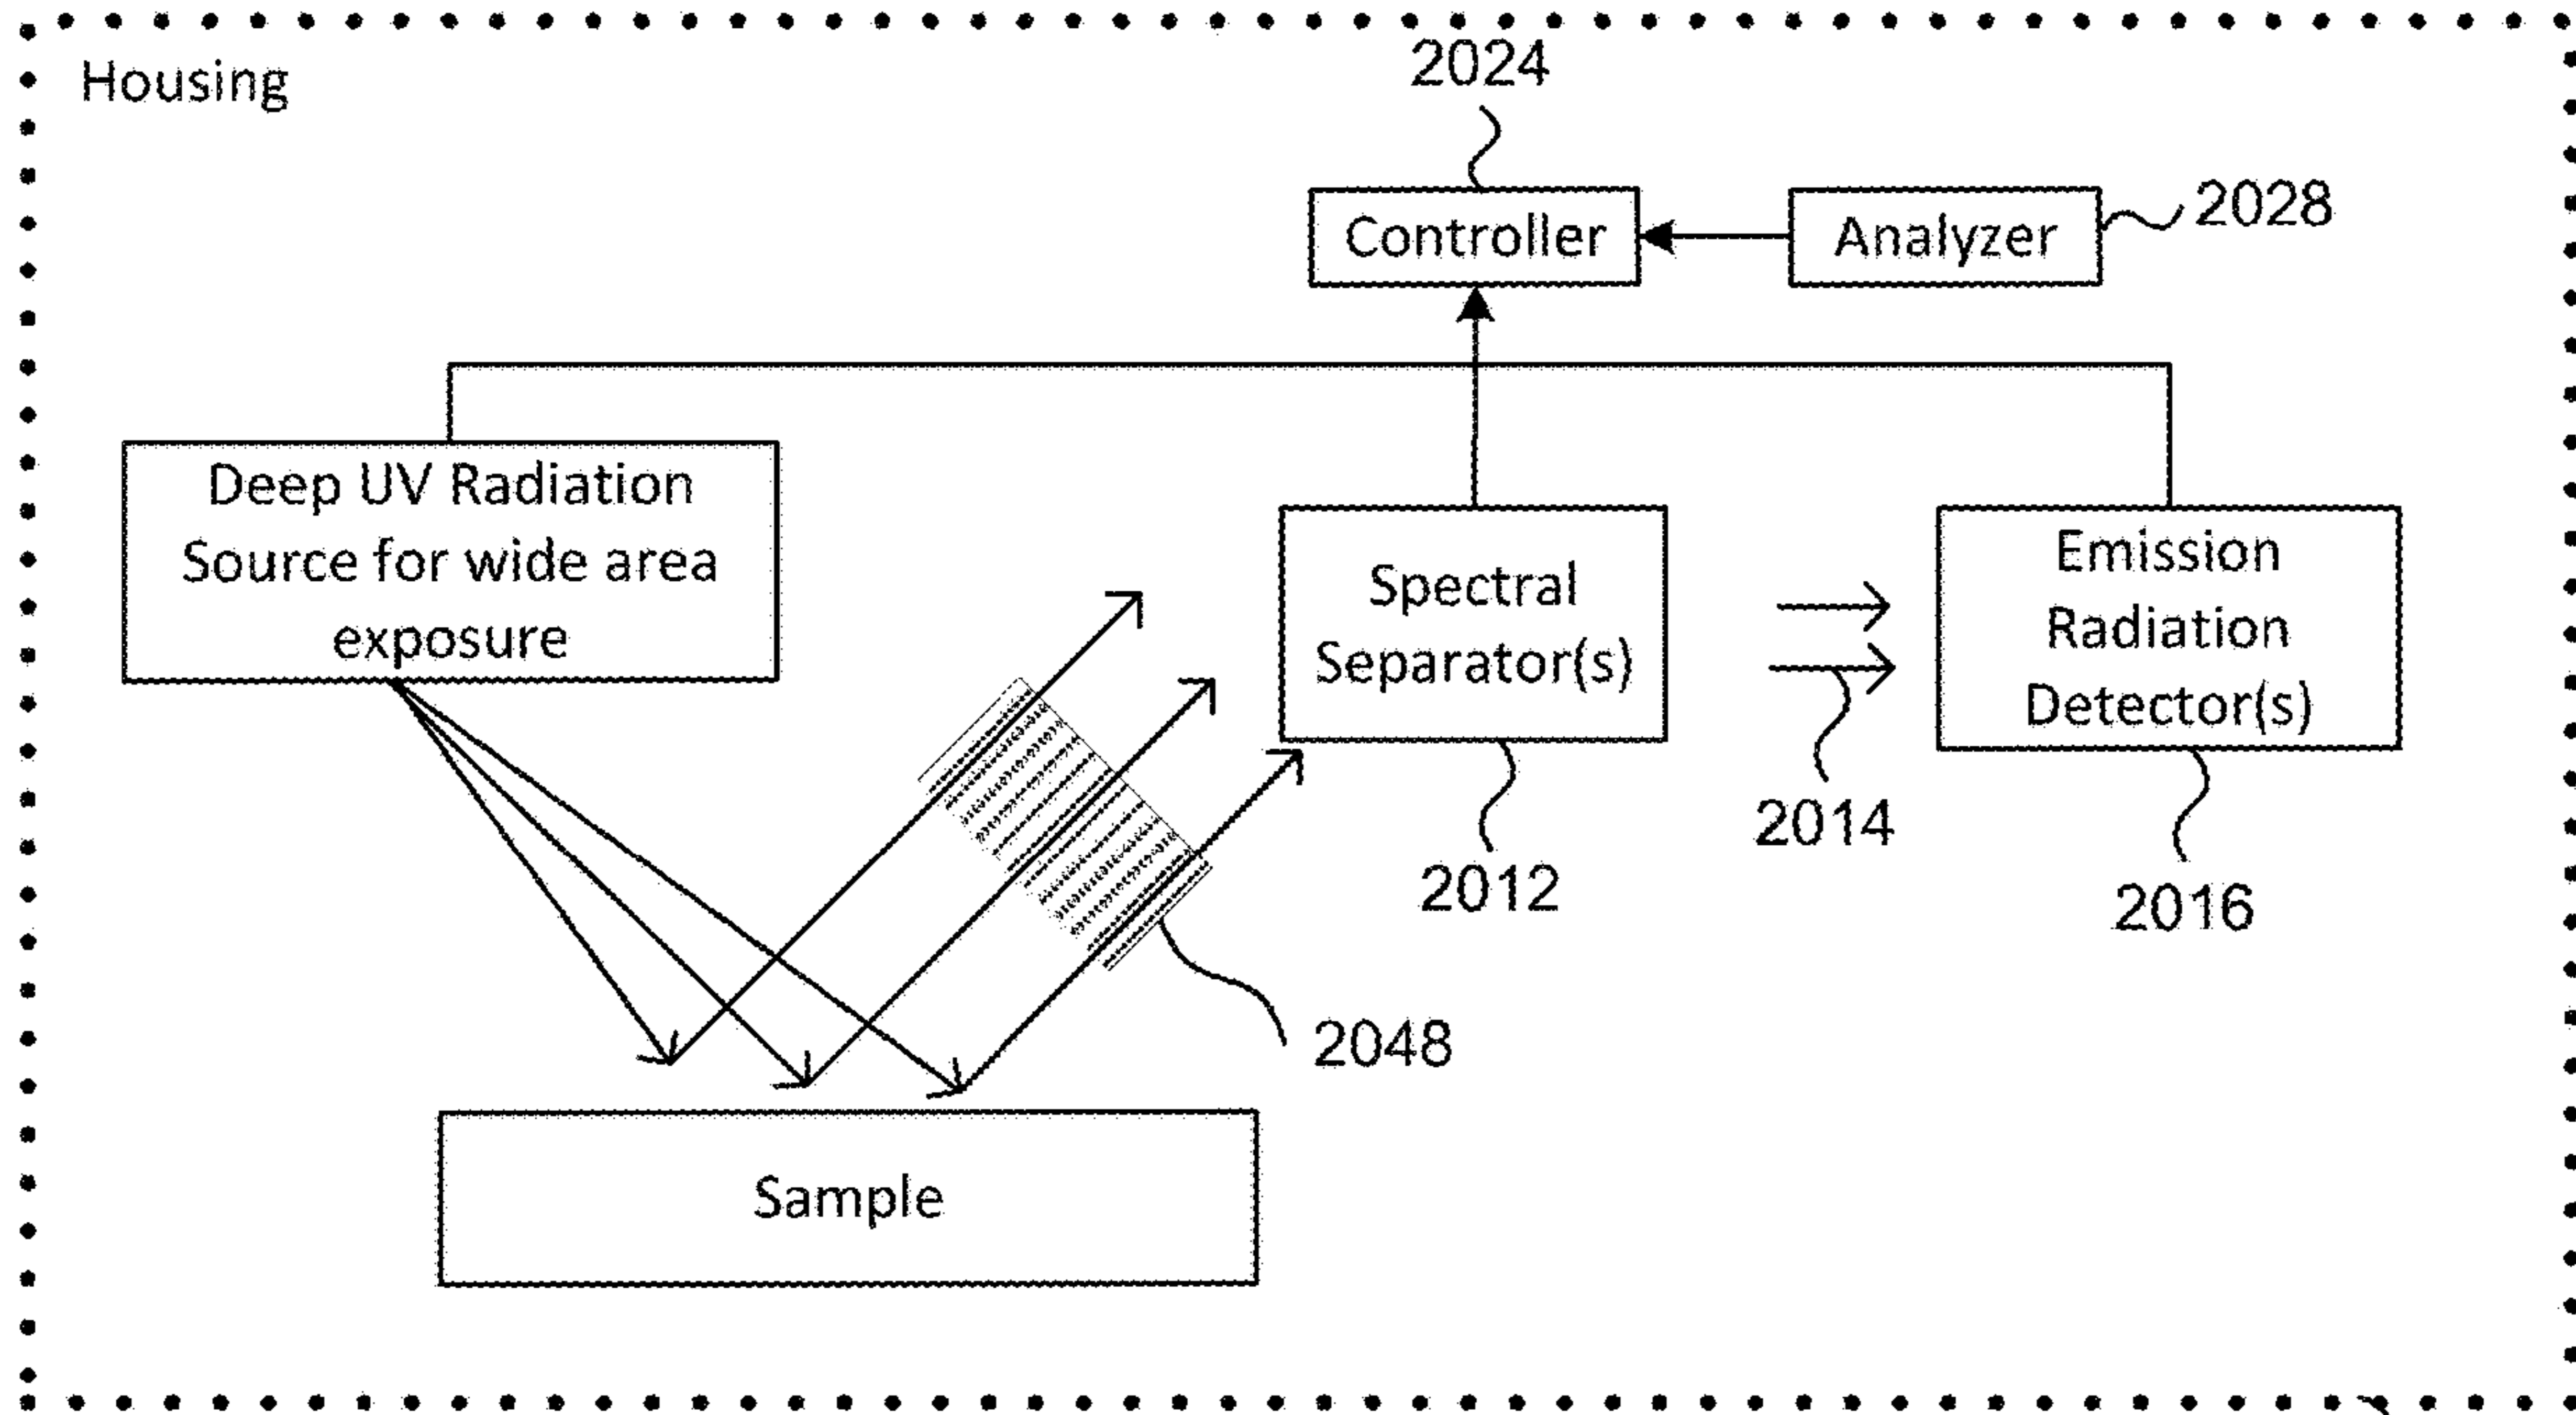 Housing
2024
Controller
Analyzer
2028
Deep UV Radiation
Source for wide area
exposure
Spectral
Separator(s)
Emission
Radiation
Detector(s)
2014
2012
2016
2048
Sample